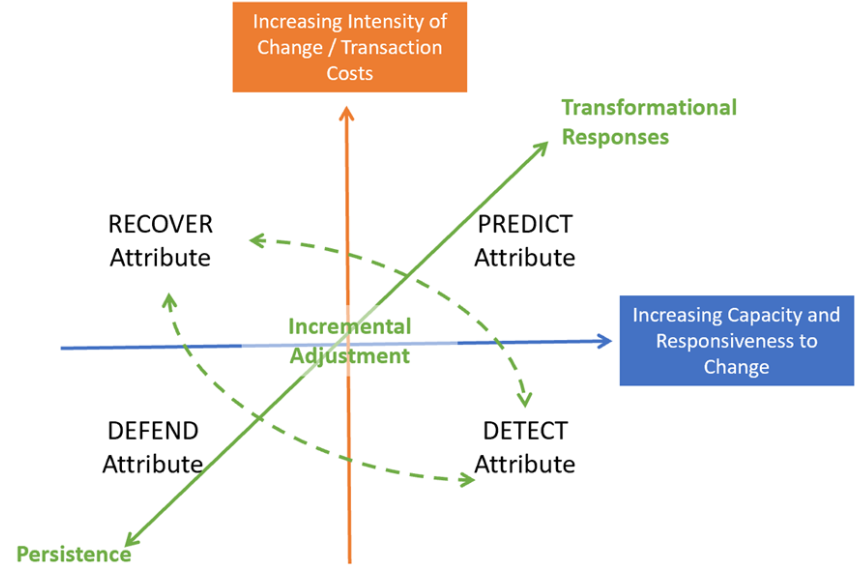 Increasing Intensity of
Change / Transaction
Costs
Transformational
Responses
RECOVER
Attribute
PREDICT
Attribute
Increasing Capacity and
Responsiveness to
Change
Incremental
Adjustment
DEFEND
Attribute
DETECT
Attribute
Persistence